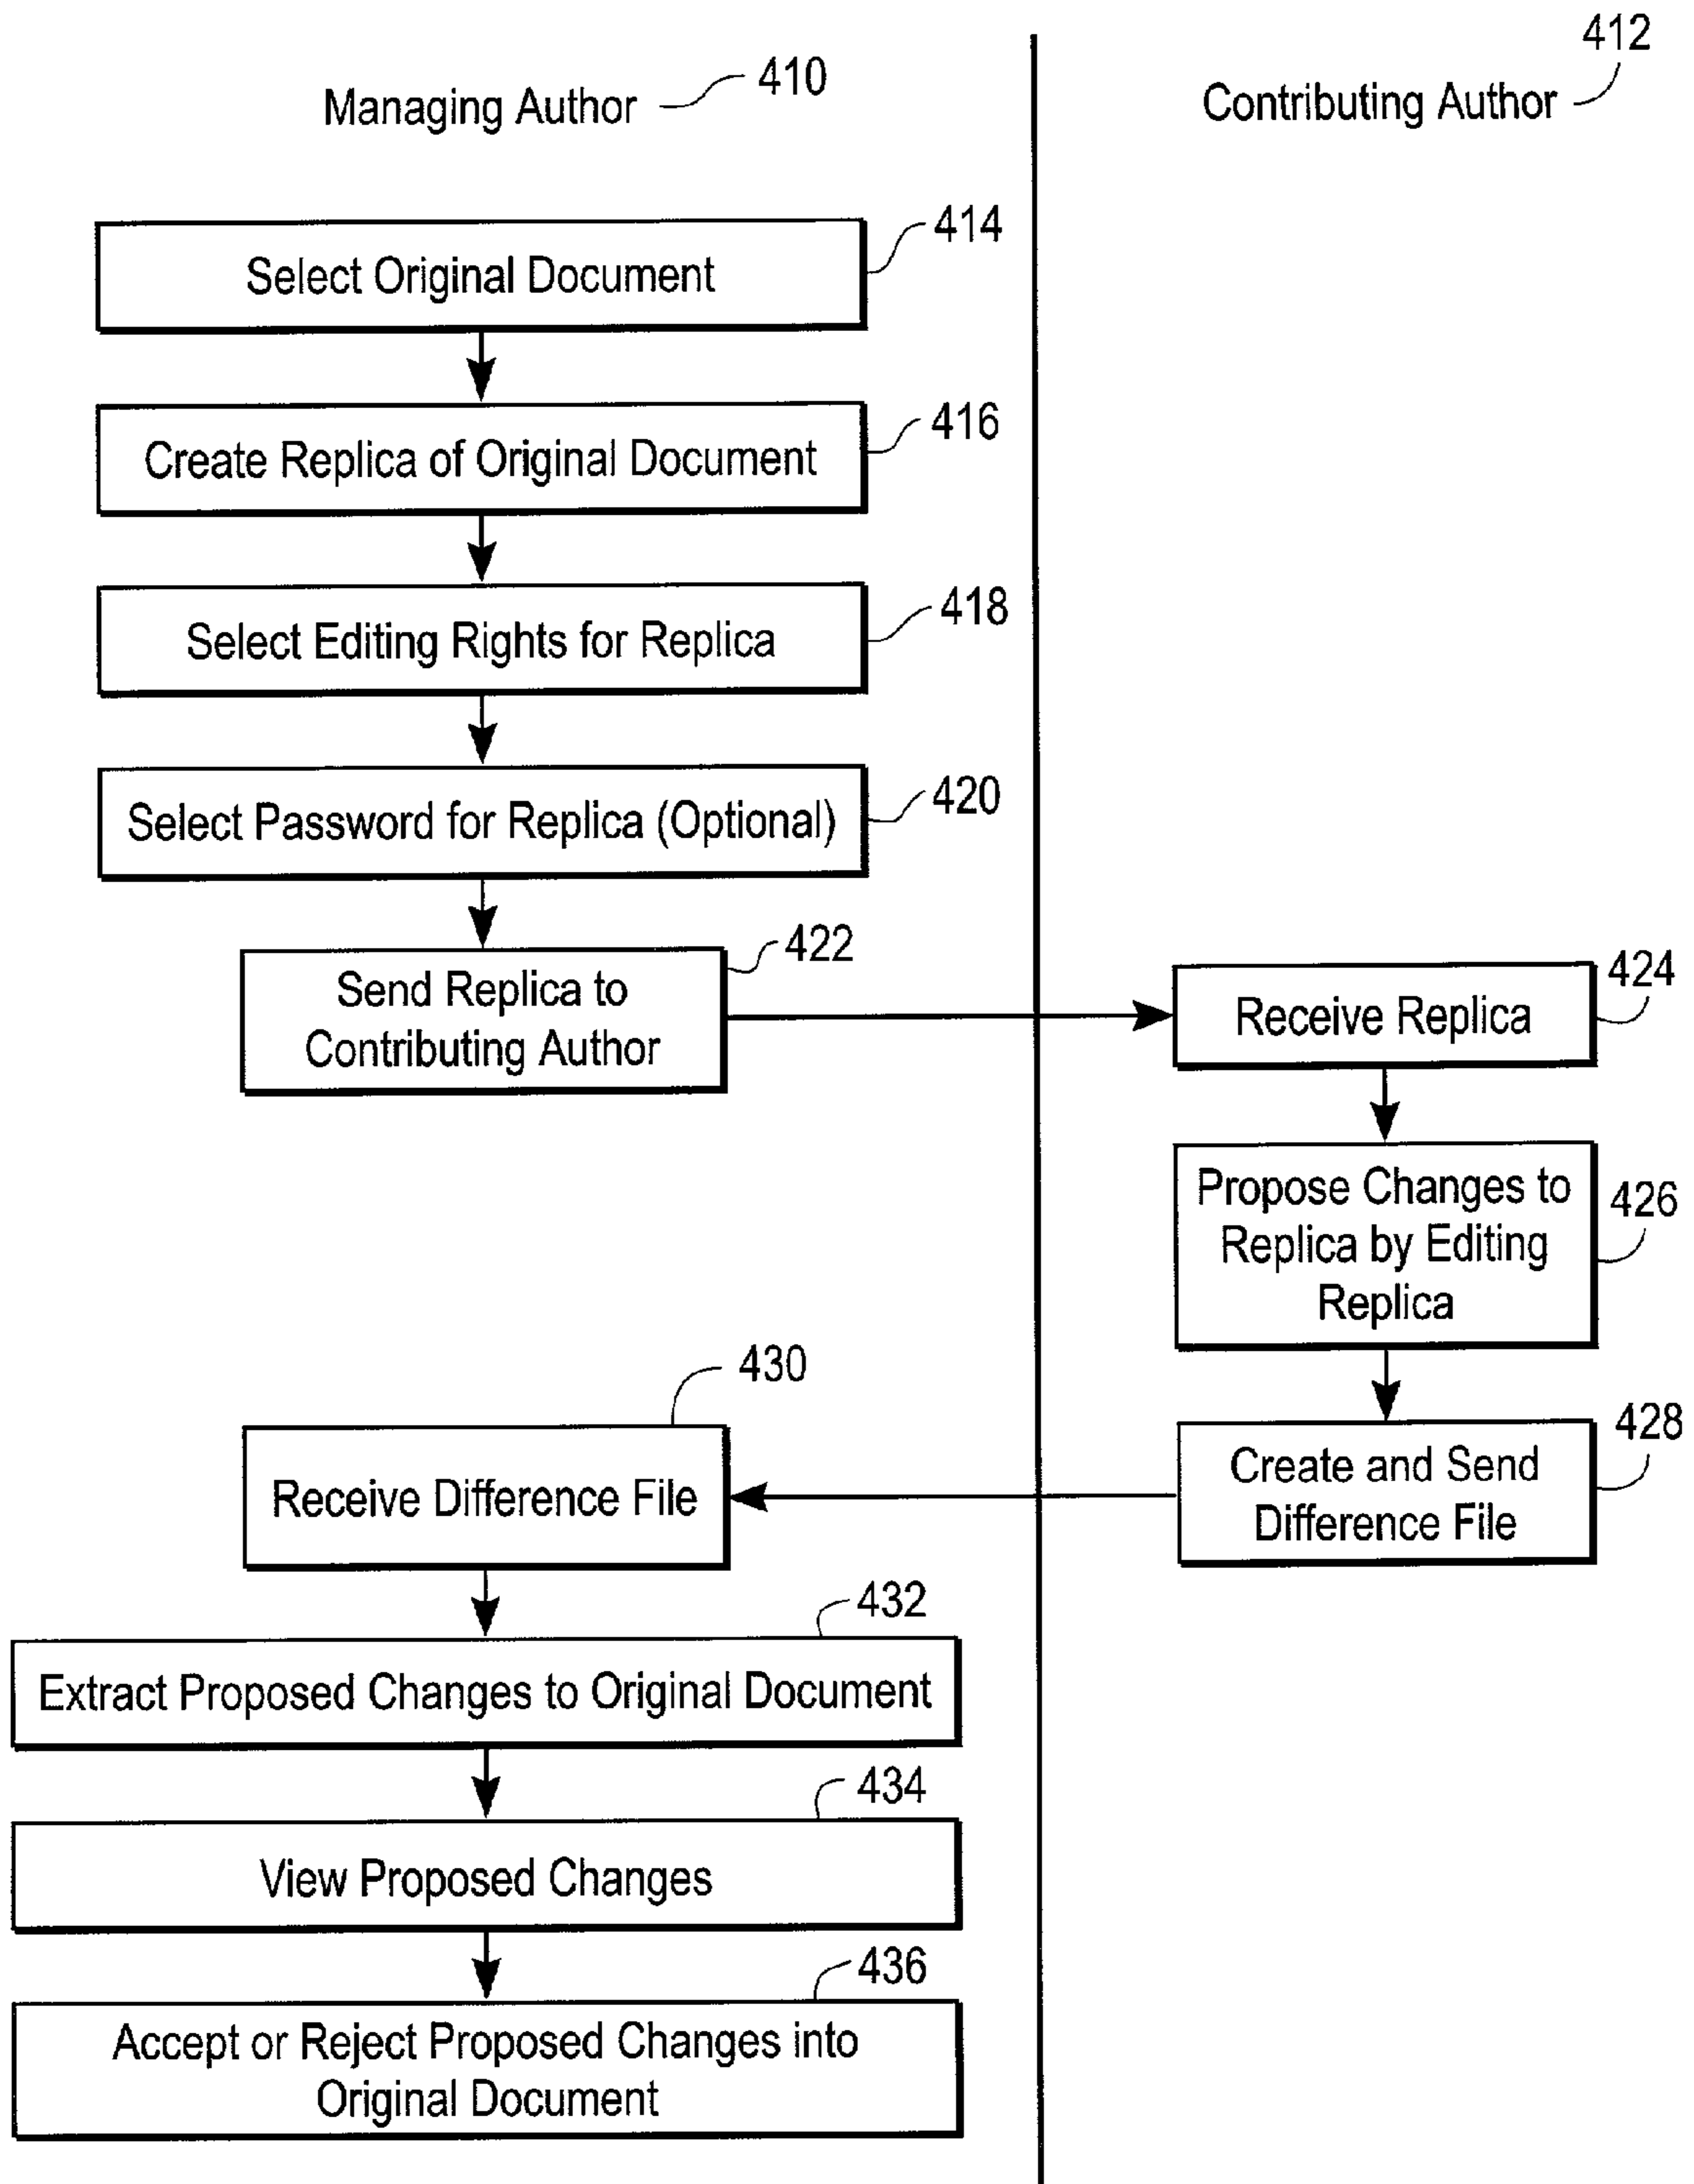 Managing Author
410
Contributing Author
412
Select Original Document
414
Create Replica of Original Document
416
Select Editing Rights for Replica
418
Select Password for Replica (Optional)
420
Send Replica to
Contributing Author
422
Receive Replica
424
Propose Changes to
Replica by Editing
Replica
426
Create and Send
Difference File
428
Receive Difference File
430
Extract Proposed Changes to Original Document
432
View Proposed Changes
434
Accept or Reject Proposed Changes into
Original Document
436